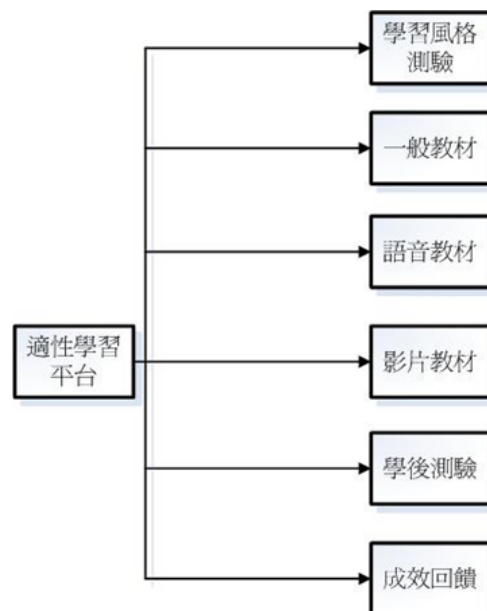 學習風格
測驗
一般教材
語音教材
適性學習
平台
影片教材
學後測驗
成效回饋